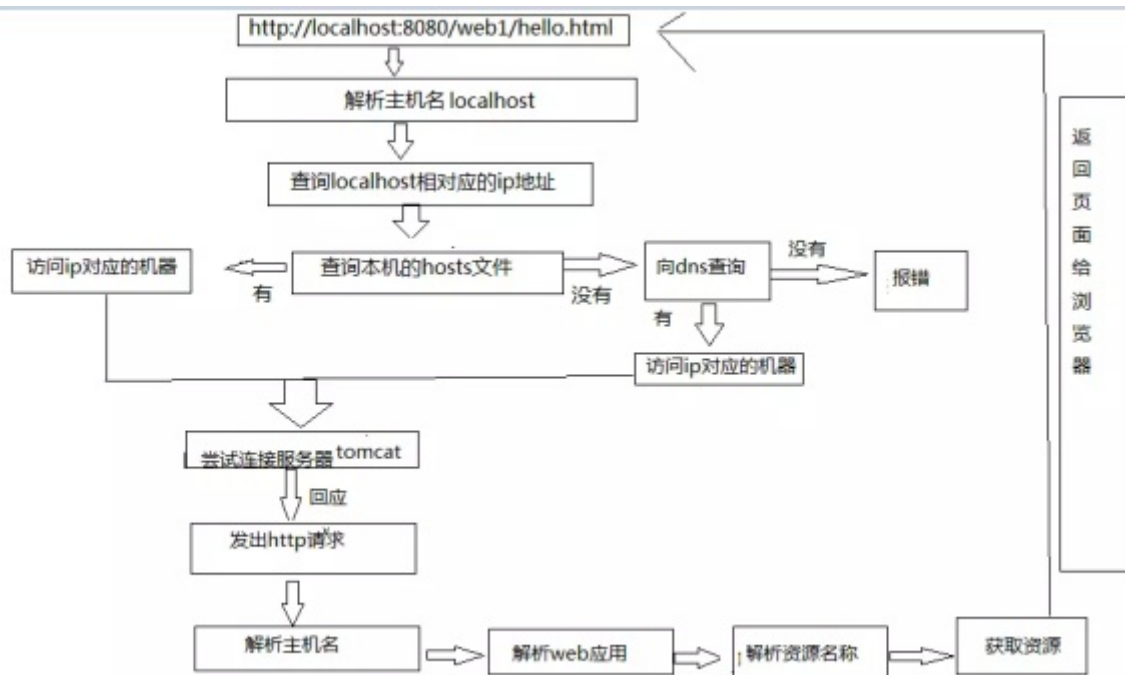 http://localhost:8080/web1/hello.html
解析主机名 localhost
查询localhost相对应的ip地址
访问ip对应的机器
有
查询本机的hosts文件
没有
向dns查询
没有
报错
有
访问ip对应的机器
尝试连接服务器 tomcat
回应
发出http请求
解析主机名
解析web应用
解析资源名称
获取资源
返
回
页
面
给
浏
览
器